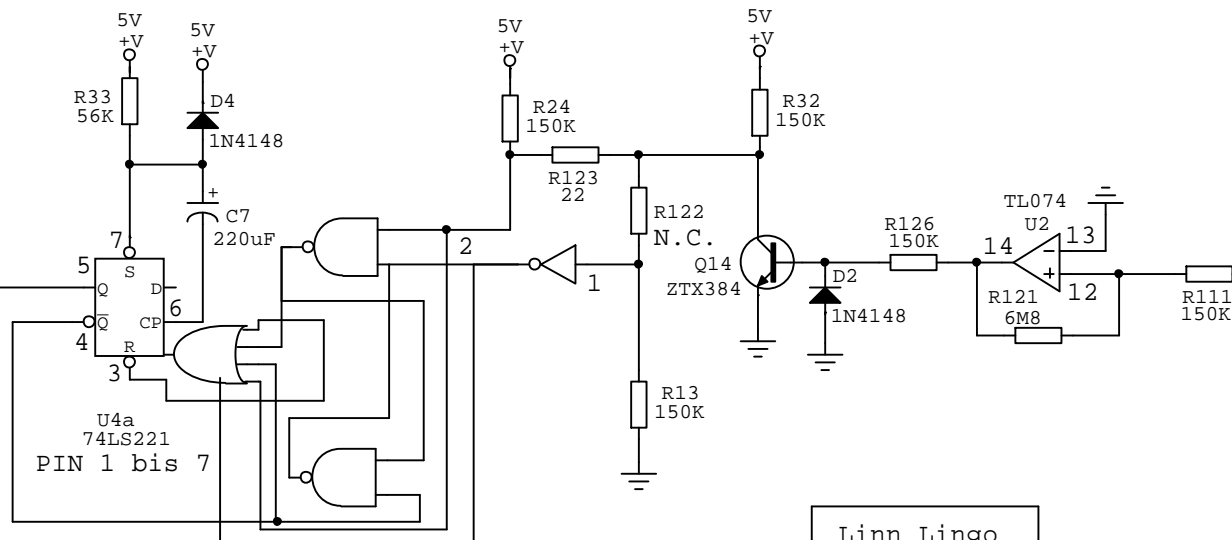 5V
+V
5V
+V
5V
+V
5V
+V
R33
56K
D4
1N4148
R24
150K
R32
150K
R123
22
+
C7
220uF
R122
N.C.
TL074
U2
R126
150K
14
13
12
Q14
ZTX384
D2
1N4148
R121
6M8
R111
150K
7
5
S
Q
D
6
CP
Q
4
R
3
2
1
-
+
R13
150K
U4a
74LS221
PIN 1 bis 7
Linn Lingo